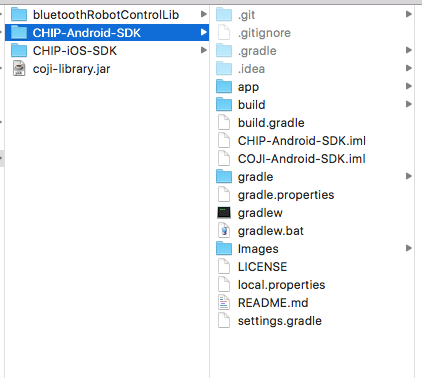 bluetoothRobotControlLib
CHIP-Android-SDK
CHIP-iOS-SDK
coji-library.jar
.git
.gitignore
.gradle
.idea
app
build
build.gradle
CHIP-Android-SDK.iml
COJI-Android-SDK.iml
gradle
gradle.properties
gradlew
gradlew.bat
Images
LICENSE
local.properties
README.md
settings.gradle